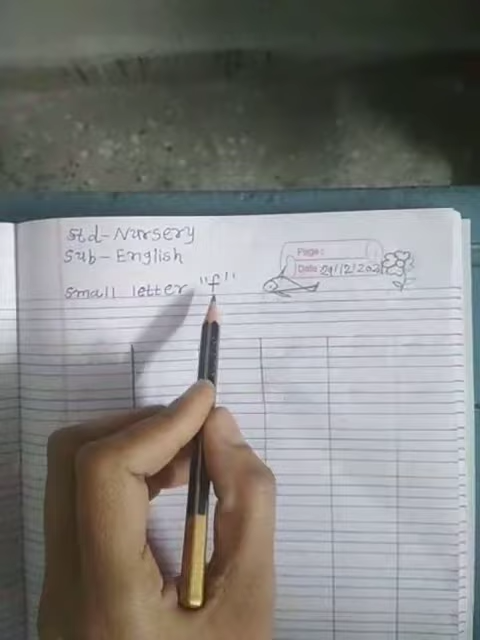 Std-Nursery
Sub-English
Page:
Date 29/12/202
small letter "f"